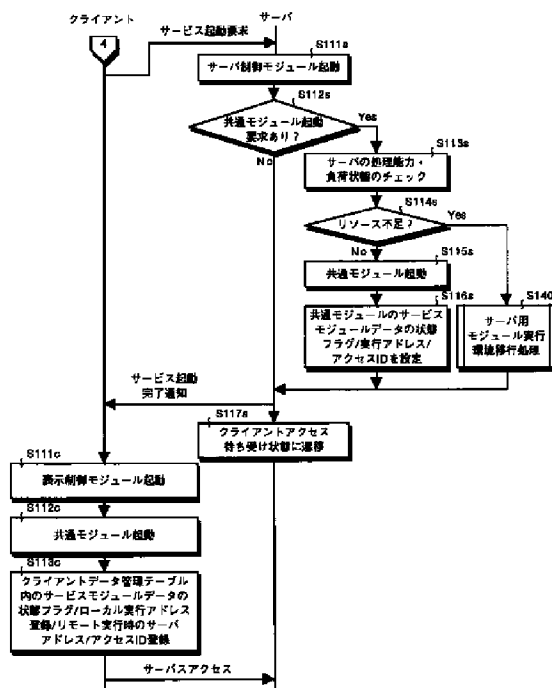 クライアント
サーバ
4
サービス起動要求
S111s
サーバ制御モジュール起動
S112s
共通モジュール起動
要求あり?
Yes
No
S113s
サーバの処理能力・
負荷状態のチェック
S114s
リソース不足?
Yes
No
S115s
共通モジュール起動
S116s
共通モジュールのサービス
モジュールデータの状態
フラグ/実行アドレス/
アクセスIDを設定
S140
サーバ用
モジュール実行
環境移行処理
サービス起動
完了通知
S117s
クライアントアクセス
待ち受け状態に遷移
S111c
表示制御モジュール起動
S112c
共通モジュール起動
S113c
クライアントデータ管理テーブル
内のサービスモジュールデータの
状態フラグ/ローカル実行アドレス
登録/リモート実行時のサーバ
アドレス/アクセスID登録
サーバスアクセス